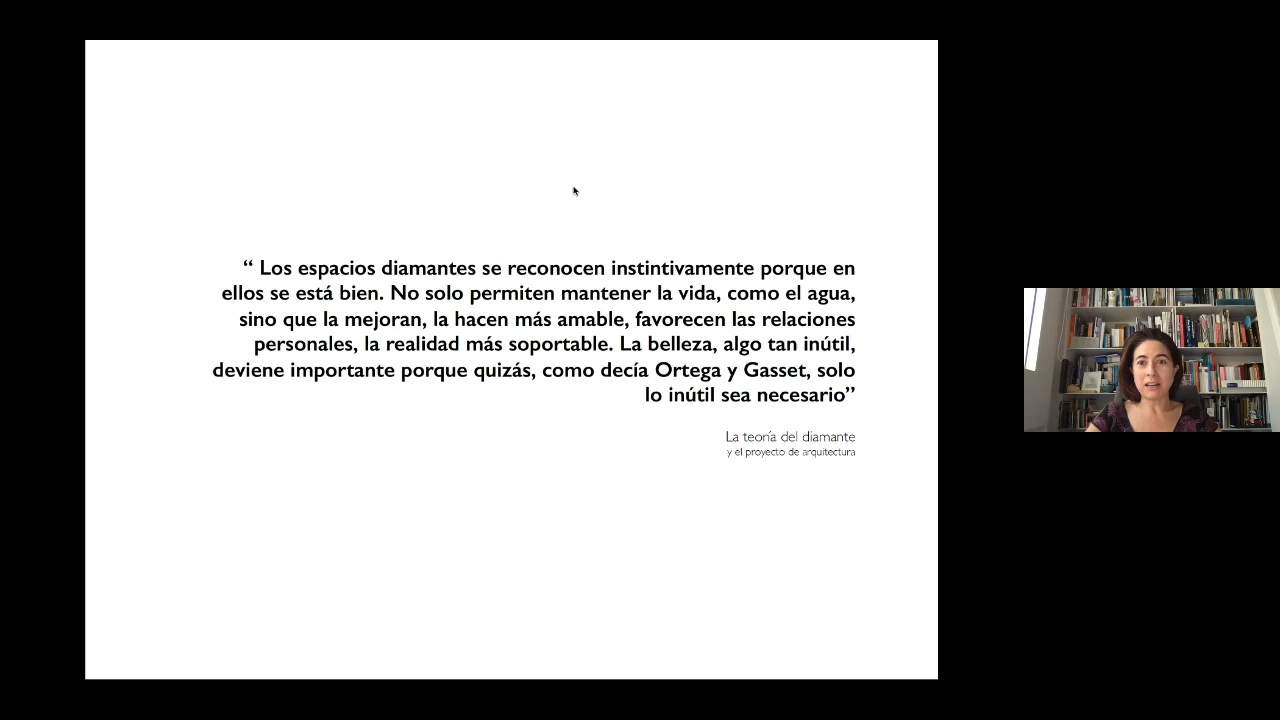 “ Los espacios diamantes se reconocen instintivamente porque en
ellos se está bien. No solo permiten mantener la vida, como el agua,
sino que la mejoran, la hacen más amable, favorecen las relaciones
personales, la realidad más soportable. La belleza, algo tan inútil,
deviene importante porque quizás, como decía Ortega y Gasset, solo
lo inútil sea necesario”
La teoría del diamante
y el proyecto de arquitectura